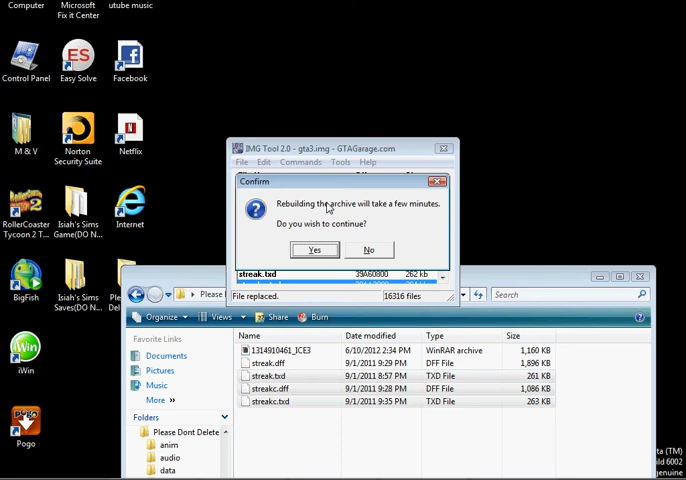 Computer
Microsoft
Fix it Center
utube music
Control Panel
Easy Solve
Facebook
M & V
Norton
Security Suite
Netflix
RollerCoaster
Tycoon 2 T...
Isiah's Sims
Game(DO N...
Internet
BigFish
Isiah's Sims
Saves(DO N...
Ple
De
iWin
Pogo
IMG Tool 2.0 - gta3.img - GTAGarage.com
File Edit Commands Tools Help
Confirm
Rebuilding the archive will take a few minutes.
Do you wish to continue?
Yes No
streak.txd 39A60800 262 kb
File replaced. 16316 files
Please
Search
Organize Views Share Burn
Favorite Links
Documents
Pictures
Music
More »
Folders
Please Dont Delete
anim
audio
data
Name Date modified Type Size
1314910461_ICE3 6/10/2012 2:34 PM WinRAR archive 1,160 KB
streak.dff 9/1/2011 9:29 PM DFF File 1,896 KB
streak.txd 9/1/2011 8:57 PM TXD File 261 KB
streakc.dff 9/1/2011 9:28 PM DFF File 1,086 KB
streakc.txd 9/1/2011 9:35 PM TXD File 263 KB
ta (TM)
ild 6002
genuine